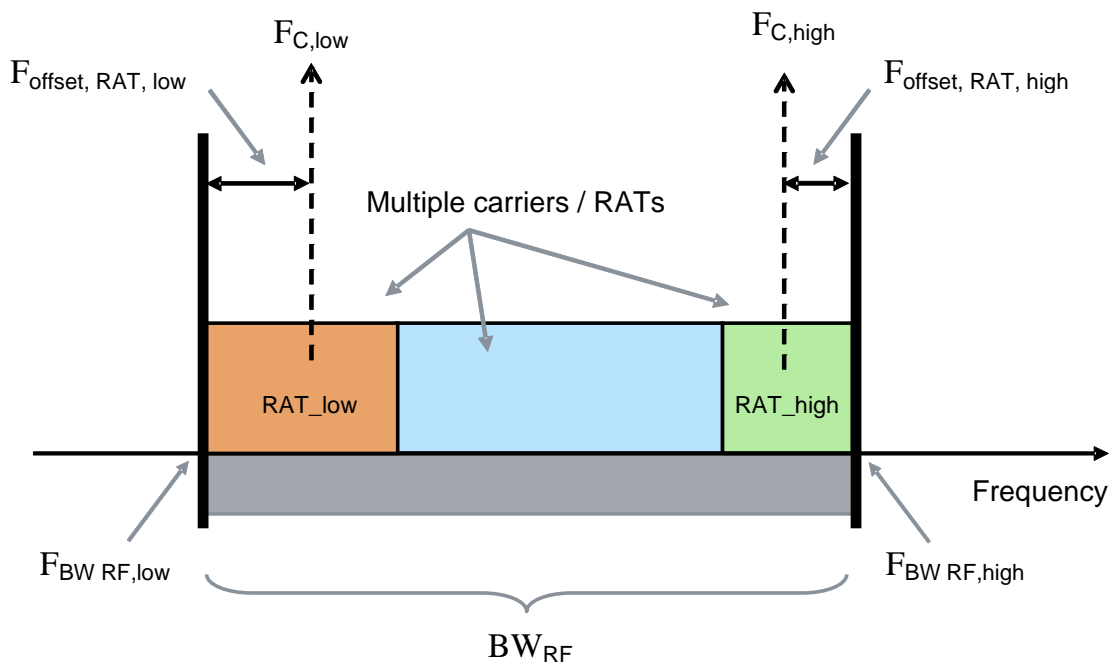 F_C,low
F_C,high
F_offset, RAT, low
F_offset, RAT, high
Multiple carriers / RATs
RAT_low
RAT_high
Frequency
F_BW RF,low
F_BW RF,high
BW_RF